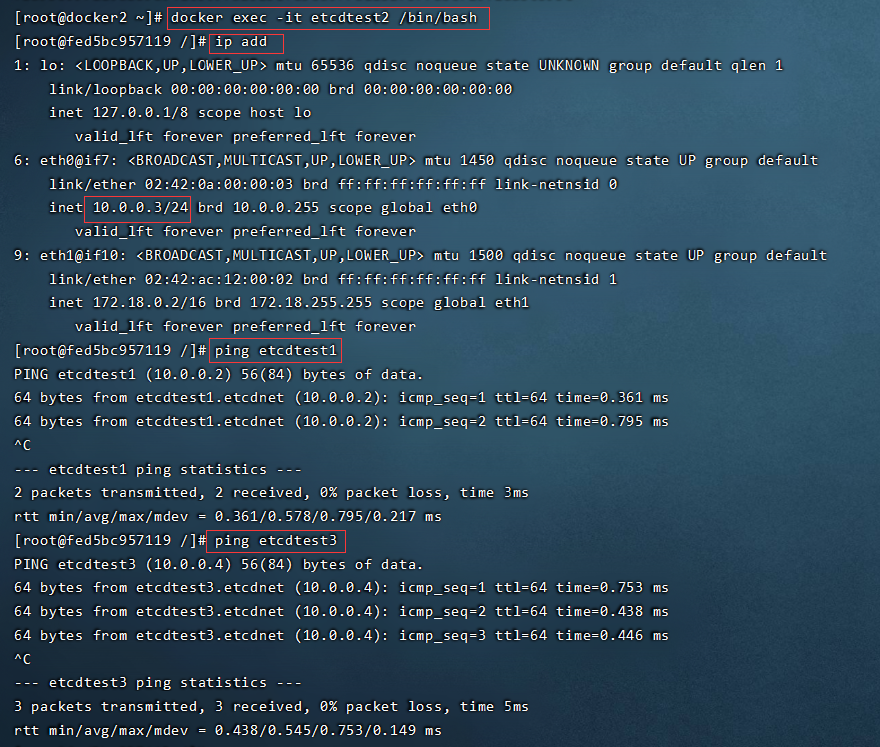 [root@docker2 ~]# docker exec -it etcdtest2 /bin/bash
[root@fed5bc957119 /]# ip add
1: lo: <LOOPBACK,UP,LOWER_UP> mtu 65536 qdisc noqueue state UNKNOWN group default qlen 1
    link/loopback 00:00:00:00:00:00 brd 00:00:00:00:00:00
    inet 127.0.0.1/8 scope host lo
       valid_lft forever preferred_lft forever
6: eth0@if7: <BROADCAST,MULTICAST,UP,LOWER_UP> mtu 1450 qdisc noqueue state UP group default
    link/ether 02:42:0a:00:00:03 brd ff:ff:ff:ff:ff:ff link-netnsid 0
    inet 10.0.0.3/24 brd 10.0.0.255 scope global eth0
       valid_lft forever preferred_lft forever
9: eth1@if10: <BROADCAST,MULTICAST,UP,LOWER_UP> mtu 1500 qdisc noqueue state UP group default
    link/ether 02:42:ac:12:00:02 brd ff:ff:ff:ff:ff:ff link-netnsid 1
    inet 172.18.0.2/16 brd 172.18.255.255 scope global eth1
       valid_lft forever preferred_lft forever
[root@fed5bc957119 /]# ping etcdtest1
PING etcdtest1 (10.0.0.2) 56(84) bytes of data.
64 bytes from etcdtest1.etcdnet (10.0.0.2): icmp_seq=1 ttl=64 time=0.361 ms
64 bytes from etcdtest1.etcdnet (10.0.0.2): icmp_seq=2 ttl=64 time=0.795 ms
^C
--- etcdtest1 ping statistics ---
2 packets transmitted, 2 received, 0% packet loss, time 3ms
rtt min/avg/max/mdev = 0.361/0.578/0.795/0.217 ms
[root@fed5bc957119 /]# ping etcdtest3
PING etcdtest3 (10.0.0.4) 56(84) bytes of data.
64 bytes from etcdtest3.etcdnet (10.0.0.4): icmp_seq=1 ttl=64 time=0.753 ms
64 bytes from etcdtest3.etcdnet (10.0.0.4): icmp_seq=2 ttl=64 time=0.438 ms
64 bytes from etcdtest3.etcdnet (10.0.0.4): icmp_seq=3 ttl=64 time=0.446 ms
^C
--- etcdtest3 ping statistics ---
3 packets transmitted, 3 received, 0% packet loss, time 5ms
rtt min/avg/max/mdev = 0.438/0.545/0.753/0.149 ms